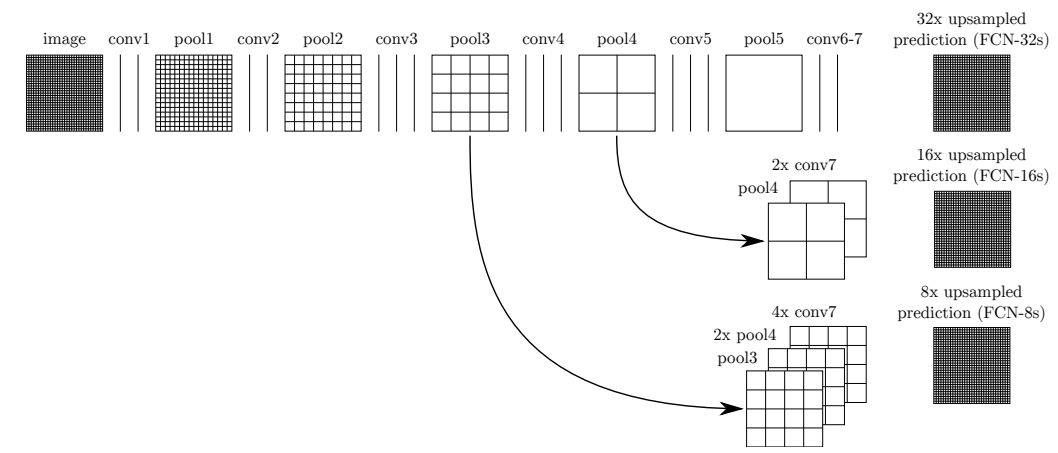 image conv1 pool1 conv2 pool2 conv3 pool3 conv4 pool4 conv5 pool5 conv6-7
32x upsampled
prediction (FCN-32s)
2x conv7
pool4
16x upsampled
prediction (FCN-16s)
4x conv7
2x pool4
pool3
8x upsampled
prediction (FCN-8s)